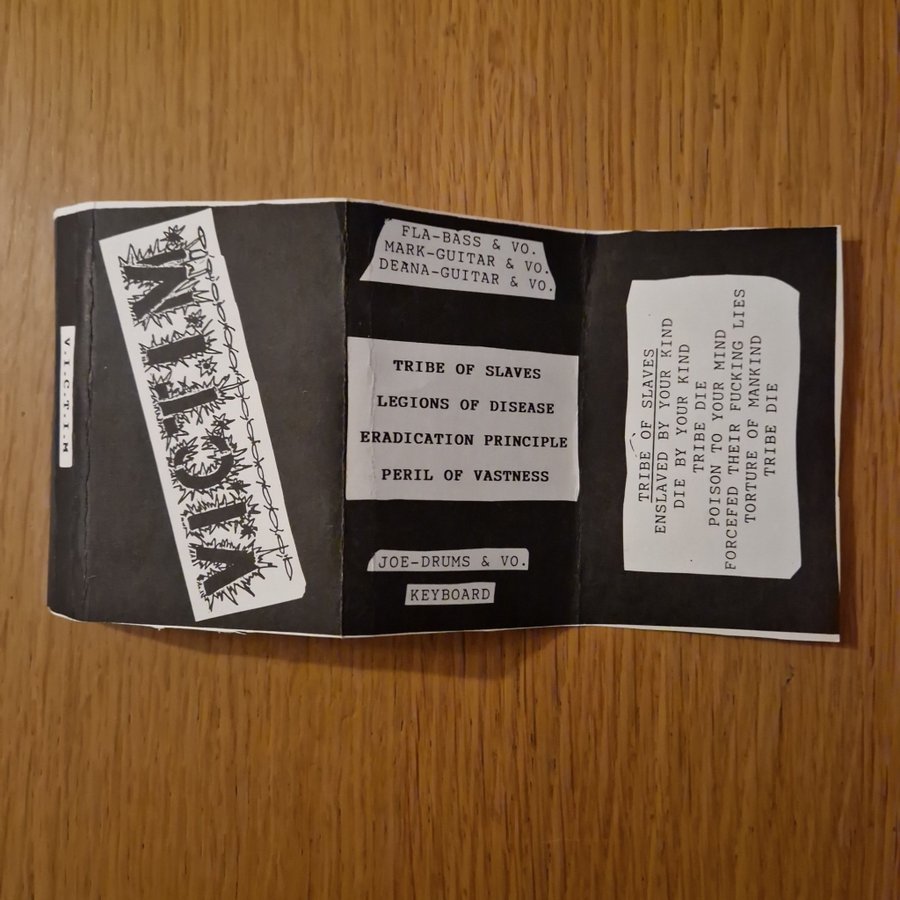 V.I.C.T.I.M
V.I.C.T.I.M
FLA-BASS & VO.
MARK-GUITAR & VO.
DEANA-GUITAR & VO.
TRIBE OF SLAVES
LEGIONS OF DISEASE
ERADICATION PRINCIPLE
PERIL OF VASTNESS
JOE-DRUMS & VO.
KEYBOARD
TRIBE OF SLAVES
ENSLAVED BY YOUR KIND
DIE BY YOUR KIND
TRIBE DIE
POISON TO YOUR MIND
FORCEFED THEIR FUCKING LIES
TORTURE OF MANKIND
TRIBE DIE